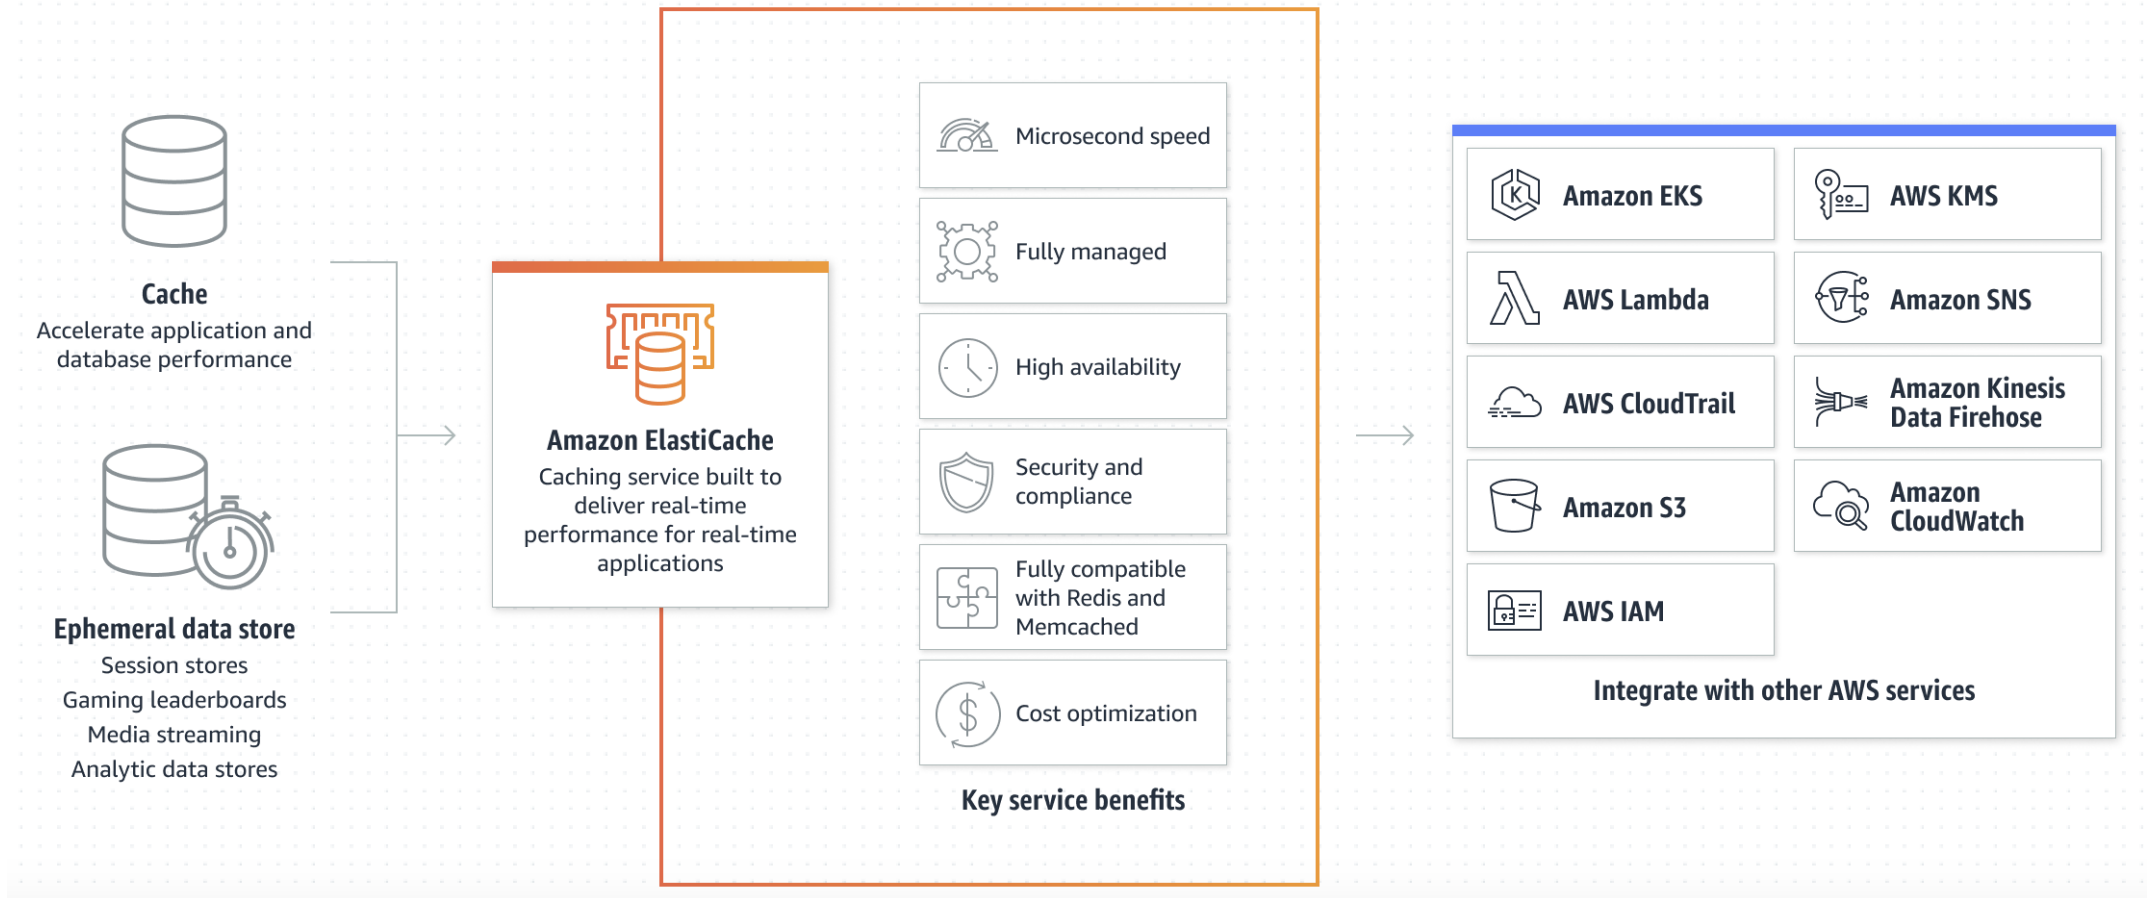 Cache
Accelerate application and
database performance
Ephemeral data store
Session stores
Gaming leaderboards
Media streaming
Analytic data stores
Amazon ElastiCache
Caching service built to
deliver real-time
performance for real-time
applications
Microsecond speed
Fully managed
High availability
Security and
compliance
Fully compatible
with Redis and
Memcached
$
Cost optimization
Key service benefits
K
Amazon EKS
AWS KMS
AWS Lambda
Amazon SNS
AWS CloudTrail
Amazon Kinesis
Data Firehose
Amazon S3
Amazon
CloudWatch
AWS IAM
Integrate with other AWS services